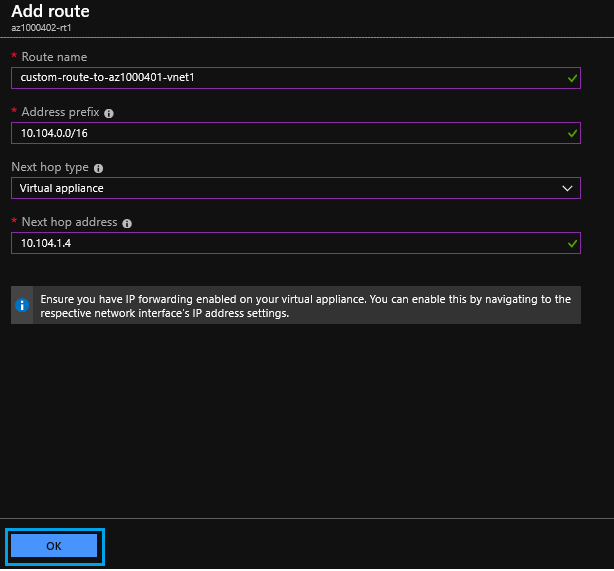 Add route
az1000402-rt1
* Route name
custom-route-to-az1000401-vnet1
* Address prefix
10.104.0.0/16
Next hop type
Virtual appliance
* Next hop address
10.104.1.4
Ensure you have IP forwarding enabled on your virtual appliance. You can enable this by navigating to the
respective network interface's IP address settings.
OK